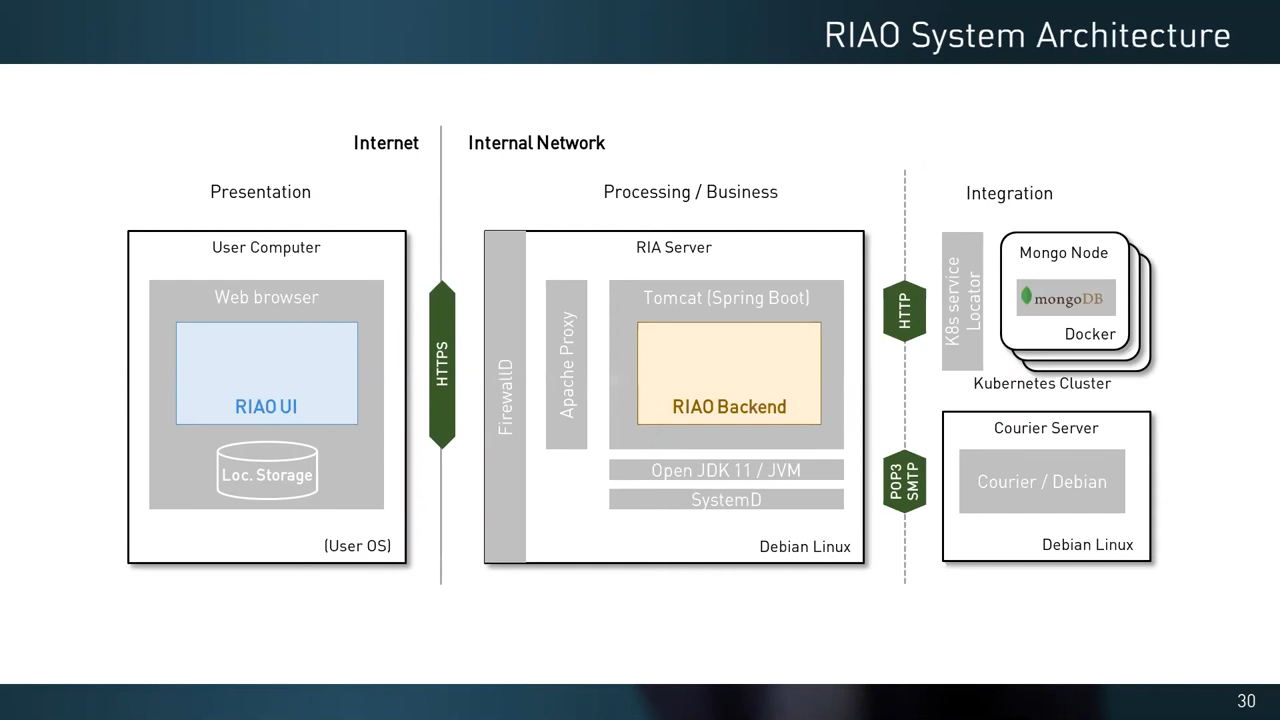 RIAO System Architecture
Internet
Internal Network
Presentation
Processing / Business
Integration
User Computer
Web browser
RIAO UI
Loc. Storage
(User OS)
HTTPS
RIA Server
FirewallD
Apache Proxy
Tomcat (Spring Boot)
RIAO Backend
Open JDK 11 / JVM
SystemD
Debian Linux
HTTP
POP3
SMTP
K8s service
Locator
Mongo Node
mongoDB
Docker
Kubernetes Cluster
Courier Server
Courier / Debian
Debian Linux
30